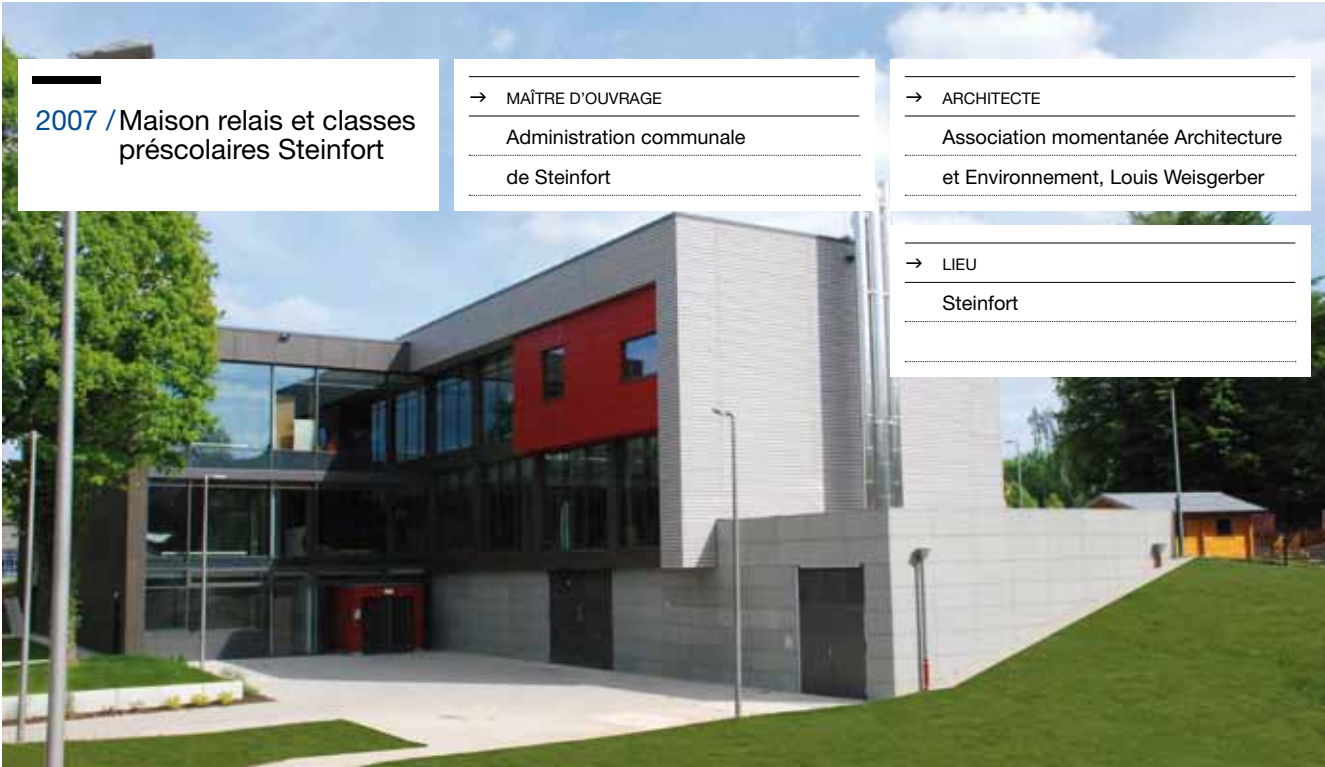 2007 / Maison relais et classes
préscolaires Steinfort
→ MAÎTRE D'OUVRAGE
Administration communale
de Steinfort
→ ARCHITECTE
Association momentanée Architecture
et Environnement, Louis Weisgerber
→ LIEU
Steinfort